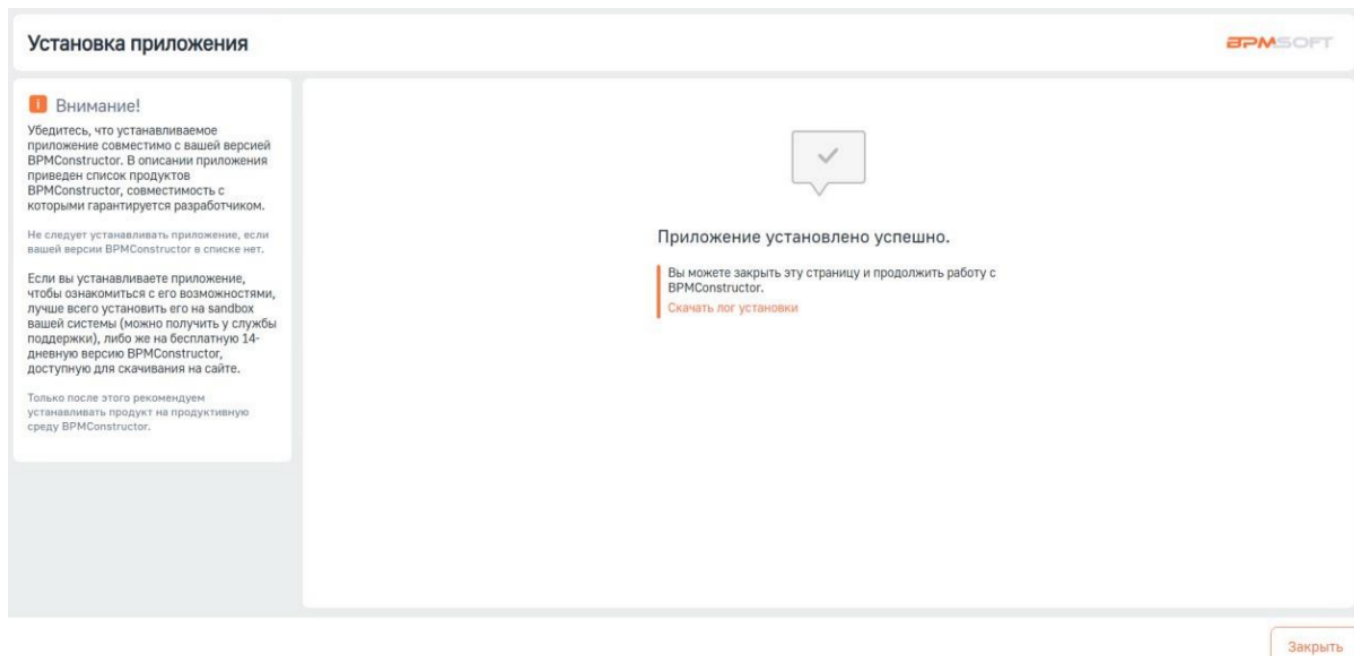 Установка приложения
BPMSOFT
Внимание!
Убедитесь, что устанавливаемое
приложение совместимо с вашей версией
BPMConstructor. В описании приложения
приведен список продуктов
BPMConstructor, совместимость с
которыми гарантируется разработчиком.
Не следует устанавливать приложение, если
вашей версии BPMConstructor в списке нет.
Если вы устанавливаете приложение,
чтобы ознакомиться с его возможностями,
лучше всего установить его на sandbox
вашей системы (можно получить у службы
поддержки), либо же на бесплатную 14-
дневную версию BPMConstructor,
доступную для скачивания на сайте.
Только после этого рекомендуем
устанавливать продукт на продуктивную
среду BPMConstructor.
Приложение установлено успешно.
Вы можете закрыть эту страницу и продолжить работу с
BPMConstructor.
Скачать лог установки
Закрыть